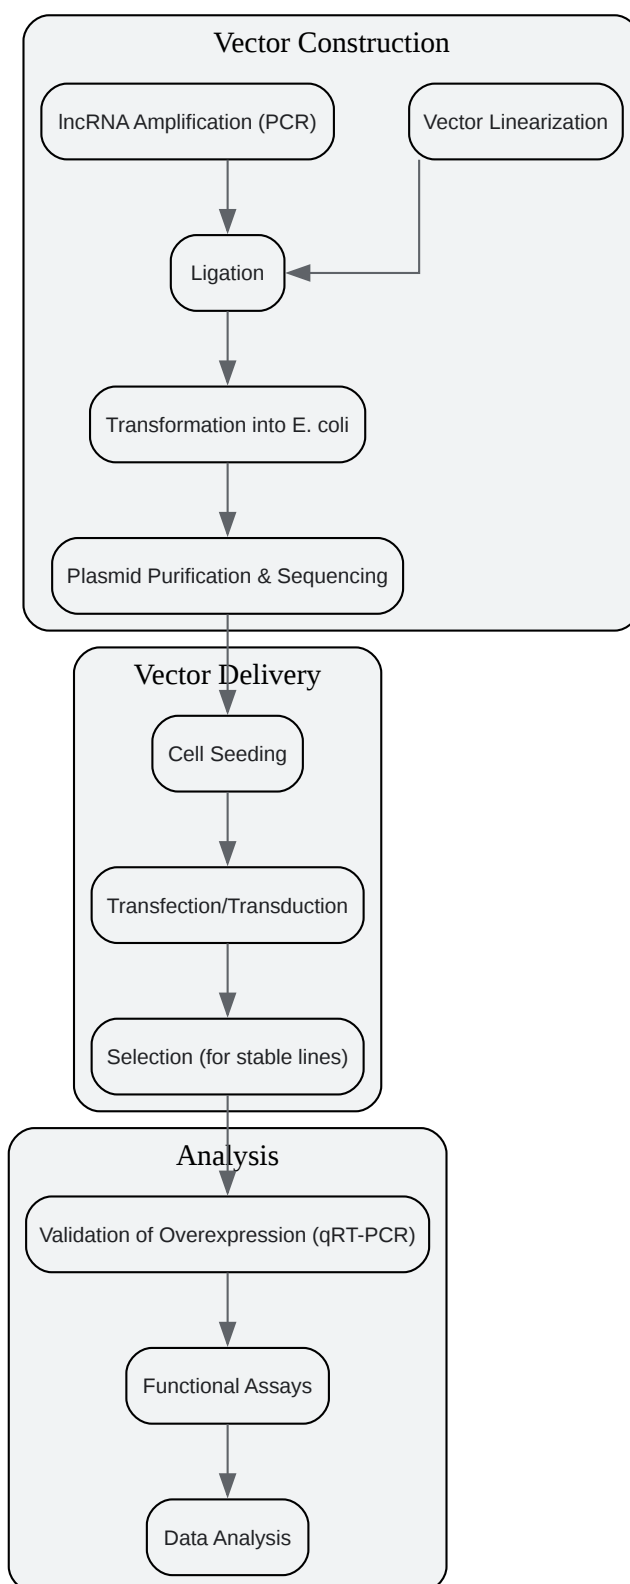 Vector Construction
lncRNA Amplification (PCR)
Vector Linearization
Ligation
Transformation into E. coli
Plasmid Purification & Sequencing
Vector Delivery
Cell Seeding
Transfection/Transduction
Selection (for stable lines)
Analysis
Validation of Overexpression (qRT-PCR)
Functional Assays
Data Analysis